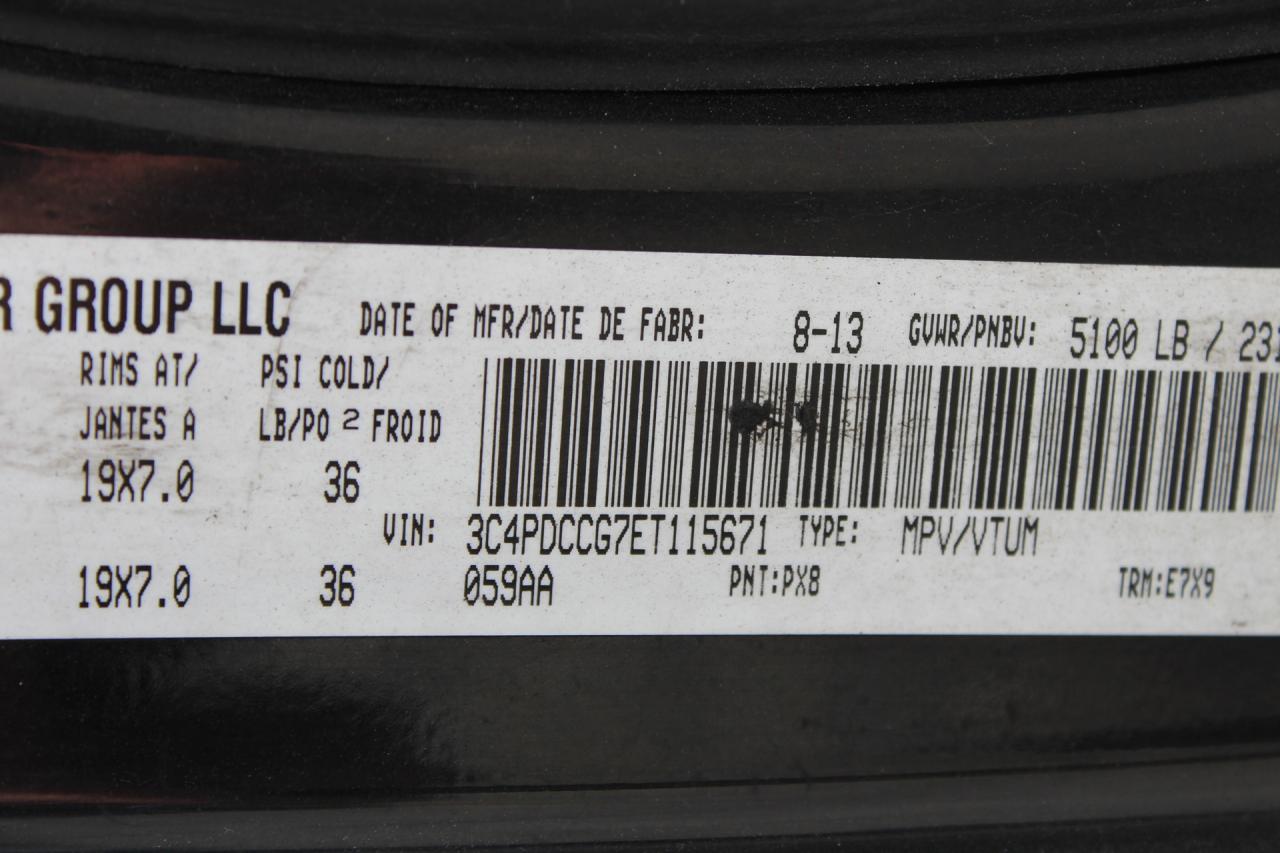 R GROUP LLC DATE OF MFR/DATE DE FABR: 8-13 GVWR/PNBV: 5100 LB / 231
RIMS AT/ PSI COLD/
JANTES A LB/PO 2 FROID
19X7.0 36
VIN: 3C4PDCCG7ET115671 TYPE: MPV/VTUM
19X7.0 36 059AA PNT:PX8 TRM:E7X9